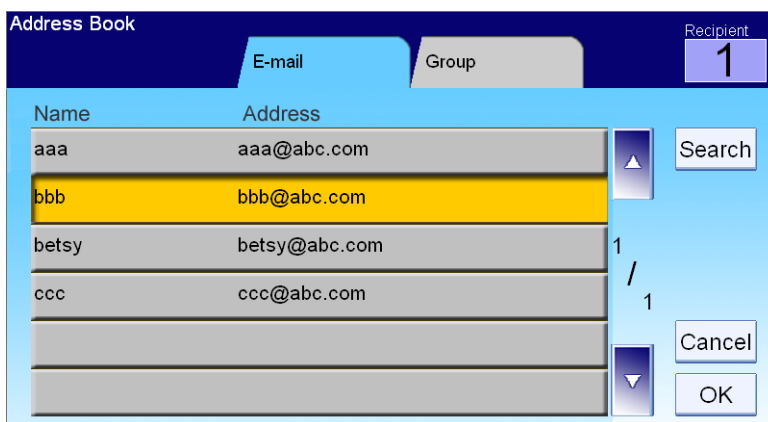 Address Book
Recipient
1
E-mail Group
Name Address
aaa aaa@abc.com
Search
bbb bbb@abc.com
betsy betsy@abc.com
1 / 1
ccc ccc@abc.com
Cancel
OK